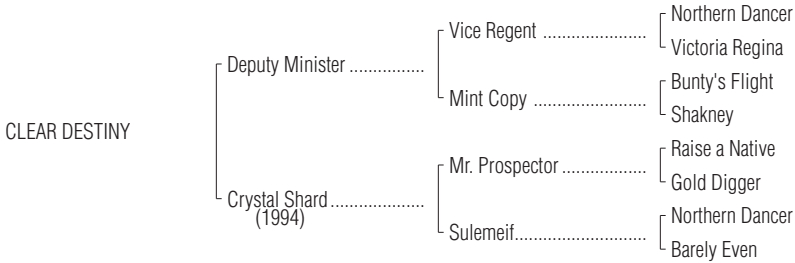 Northern Dancer
Vice Regent ......................
Victoria Regina
Deputy Minister ................
Bunty's Flight
Mint Copy ........................
Shakney
CLEAR DESTINY
Raise a Native
Mr. Prospector ..................
Gold Digger
Crystal Shard ....................
(1994)
Northern Dancer
Sulemeif............................
Barely Even